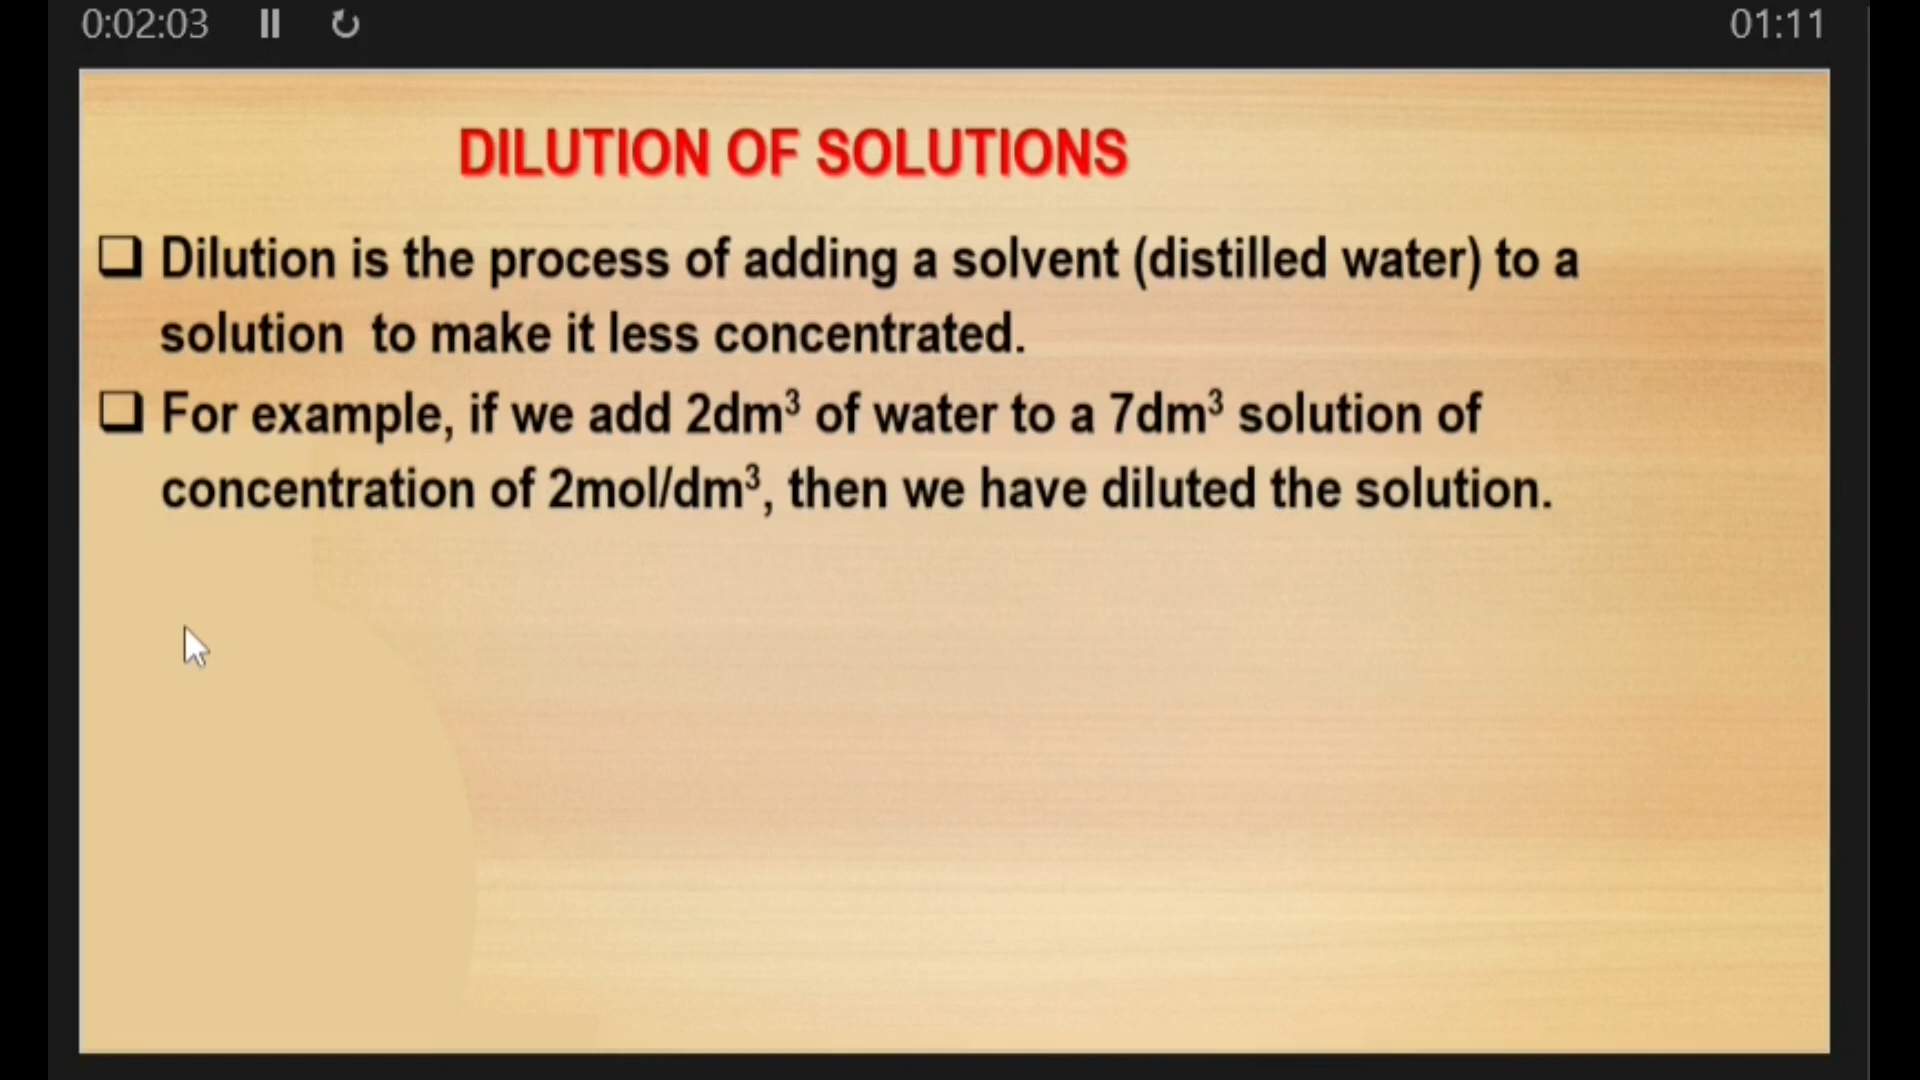 0:02:03
01:11
DILUTION OF SOLUTIONS
❑ Dilution is the process of adding a solvent (distilled water) to a
solution to make it less concentrated.
❑ For example, if we add 2dm³ of water to a 7dm³ solution of
concentration of 2mol/dm³, then we have diluted the solution.